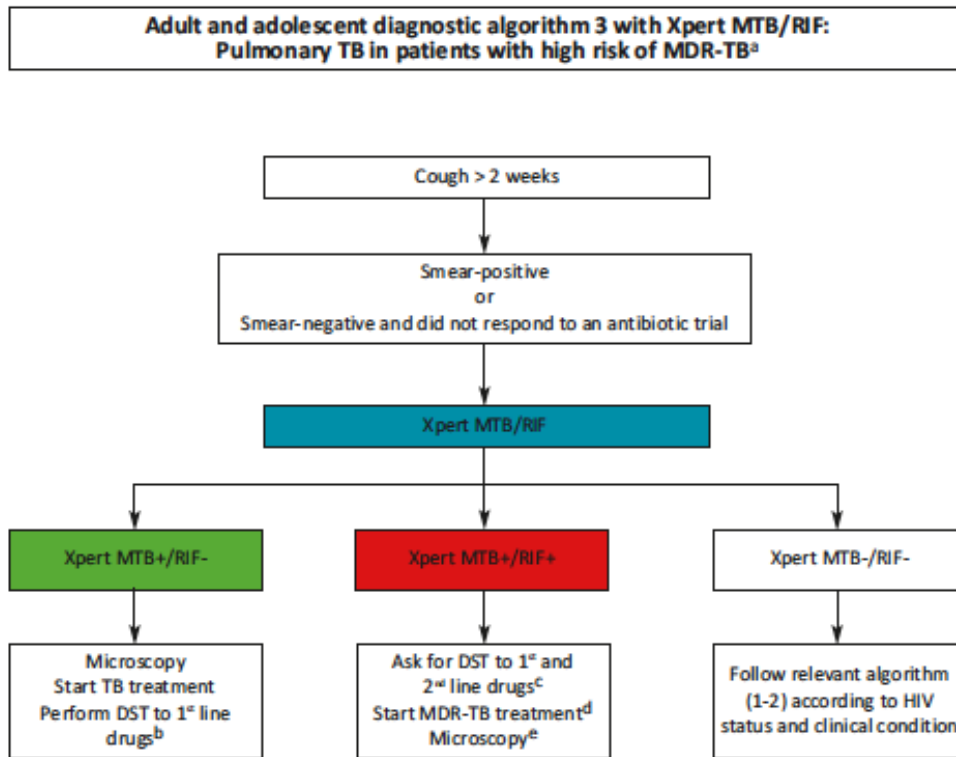 Adult and adolescent diagnostic algorithm 3 with Xpert MTB/RIF:
Pulmonary TB in patients with high risk of MDR-TBᵃ
Cough > 2 weeks
Smear-positive
or
Smear-negative and did not respond to an antibiotic trial
Xpert MTB/RIF
Xpert MTB+/RIF-
Xpert MTB+/RIF+
Xpert MTB-/RIF-
Microscopy
Start TB treatment
Perform DST to 1ˢᵗ line
drugsᵇ
Ask for DST to 1ˢᵗ and
2ⁿᵈ line drugsᶜ
Start MDR-TB treatmentᵈ
Microscopyᵉ
Follow relevant algorithm
(1-2) according to HIV
status and clinical condition